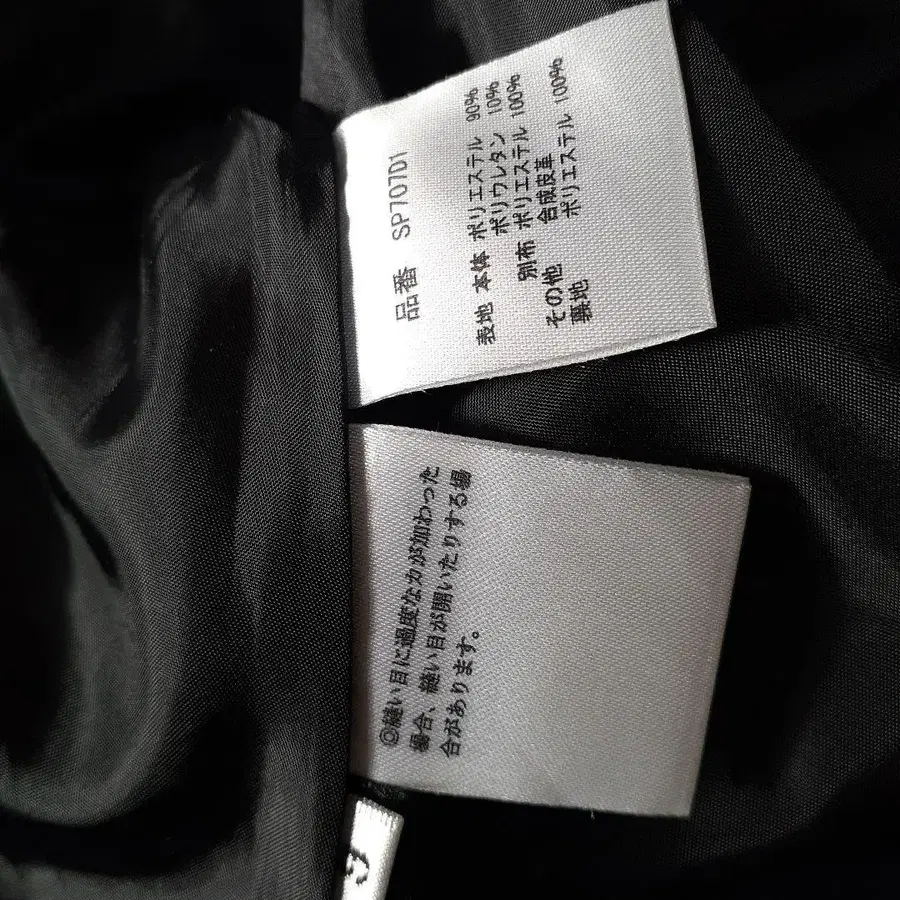 品番 SP707D1
表地 本体 ポリエステル 90%
ポリウレタン 10%
別布 ポリエステル 100%
その他 合成皮革
裏地 ポリエステル 100%
◎縫い目に過度な力が加わった
場合、縫い目が開いたりする場
合があります。
9